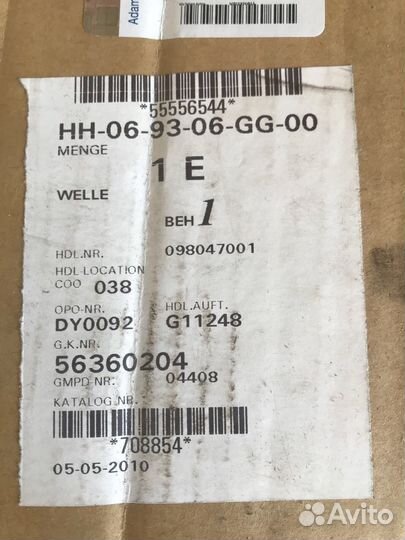 Adam
*55556544*
HH-06-93-06-GG-00
MENGE
1 E
WELLE
BEH 1
HDL.NR. 098047001
HDL-LOCATION
COO 038
OPO-NR. HDL.AUFT.
DY0092 G11248
G.K.NR.
56360204
GMPD-NR. 04408
KATALOG.NR.
*708854*
05-05-2010
Avito